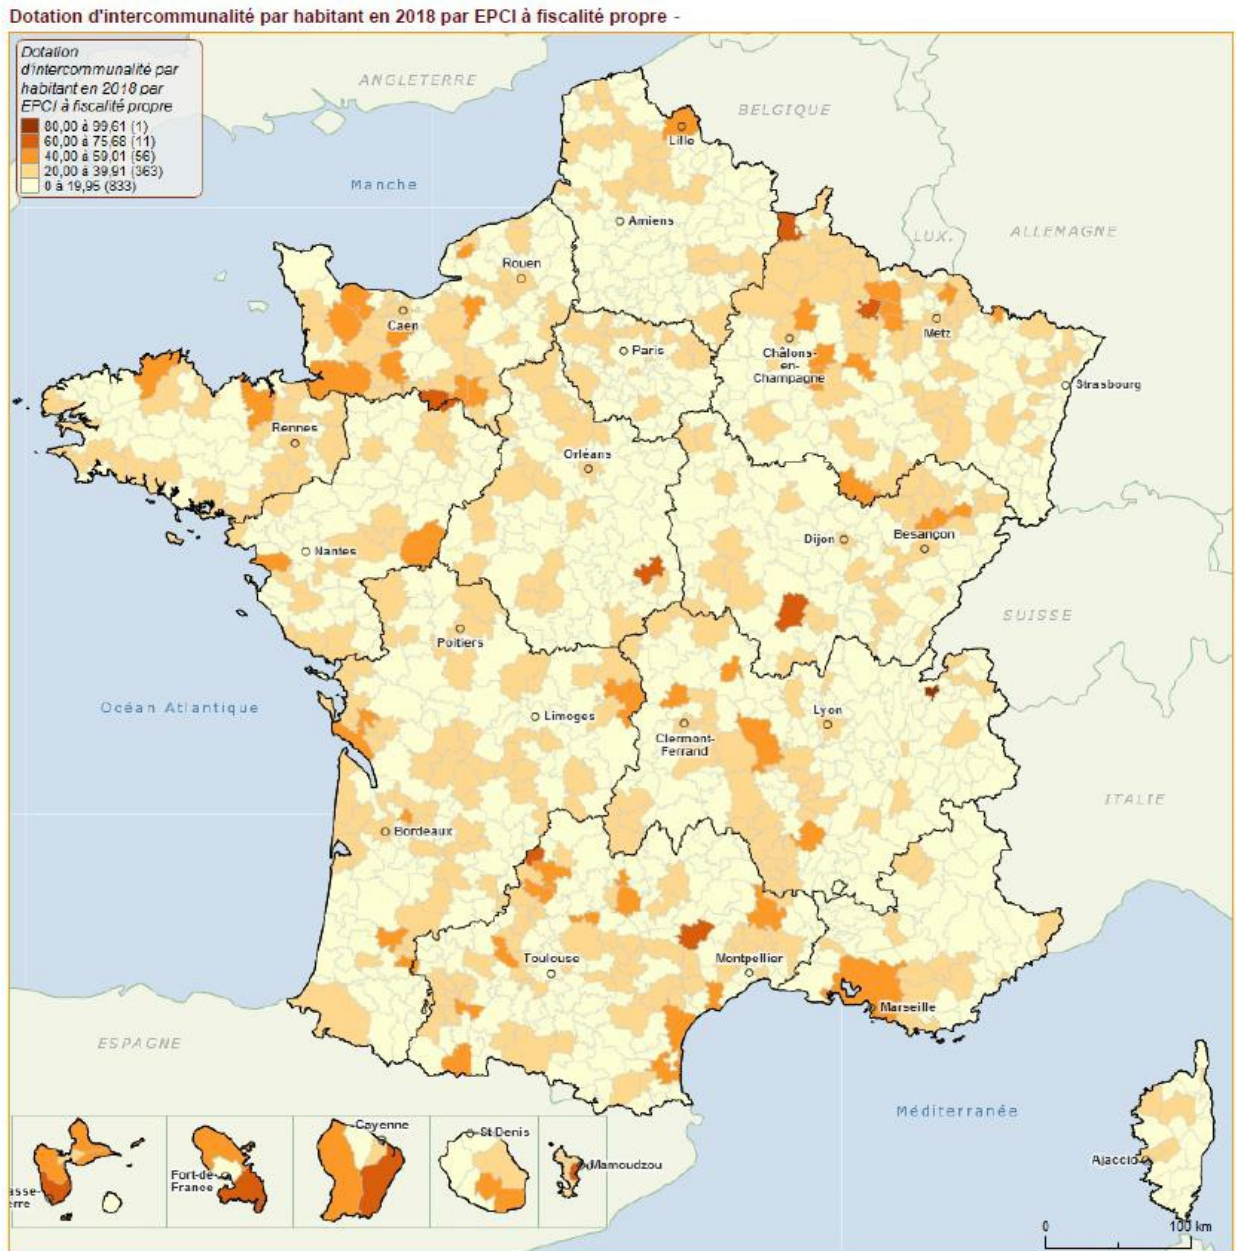 Dotation d'intercommunalité par habitant en 2018 par EPCI à fiscalité propre -
Dotation
d'intercommunalité par
habitant en 2018 par
EPCI à fiscalité propre
80,00 à 99,61 (1)
60,00 à 75,68 (11)
40,00 à 59,01 (56)
20,00 à 39,91 (363)
0 à 19,95 (833)
ANGLETERRE
BELGIQUE
Lille
Manche
Amiens
LUX.
ALLEMAGNE
Rouen
Caen
Metz
Paris
Châlons-
en-
Champagne
Strasbourg
Rennes
Orléans
Dijon
Besançon
Nantes
SUISSE
Poitiers
Océan Atlantique
Limoges
Lyon
Clermont-
Ferrand
ITALIE
Bordeaux
Toulouse
Montpellier
Marseille
ESPAGNE
Méditerranée
Cayenne
St Denis
Ajaccio
Mamoudzou
Fort-de-
France
asse-
erre
0
100 km